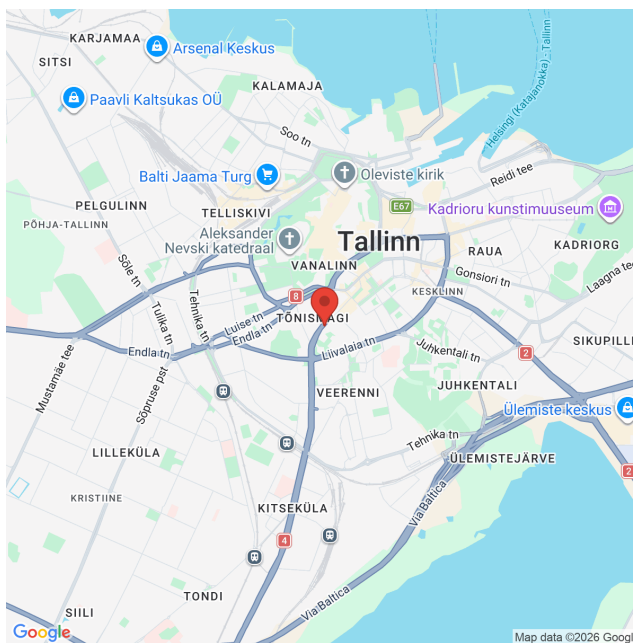 KARJAMAA
Arsenal Keskus
SITSI
Paavli Kaltsukas OÜ
KALAMAJA
Helsingi (Katajanokka) - Tallinn
Soo tn
Balti Jaama Turg
Oleviste kirik
Reidi tee
PELGULINN
TELLISKIVI
E67
Kadrioru kunstimuuseum
PÕHJA-TALLINN
Aleksander
Nevski katedraal
Tallinn
RAUA
KADRIORG
VANALINN
Sõle tn
Gonsiori tn
Laagna tee
Tulika tn
Tehnika tn
8
KESKLINN
Luise tn
TÕNISMÄGI
Endla tn
Endla tn
Liivalaia tn
Juhkentali tn
2
SIKUPILLI
Mustamäe tee
Sõpruse pst
VEERENNI
JUHKENTALI
Ülemiste keskus
Tehnika tn
LILLEKÜLA
ÜLEMISTEJÄRVE
2
KRISTIINE
Via Baltica
KITSEKÜLA
4
TONDI
Via Baltica
SIILI
Google
Map data ©2026 Google